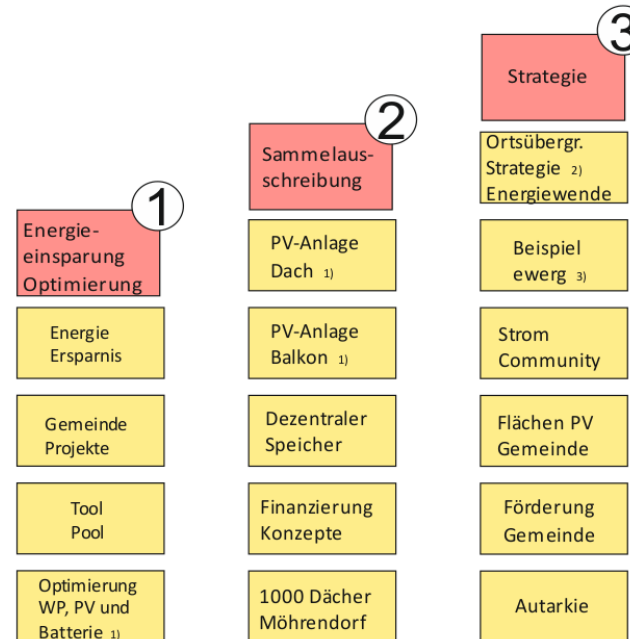 1
Energie-
einsparung
Optimierung
Energie
Ersparnis
Gemeinde
Projekte
Tool
Pool
Optimierung
WP, PV und
Batterie 1)
2
Sammelaus-
schreibung
PV-Anlage
Dach 1)
PV-Anlage
Balkon 1)
Dezentraler
Speicher
Finanzierung
Konzepte
1000 Dächer
Möhrendorf
3
Strategie
Ortsübergr.
Strategie 2)
Energiewende
Beispiel
ewerg 3)
Strom
Community
Flächen PV
Gemeinde
Förderung
Gemeinde
Autarkie